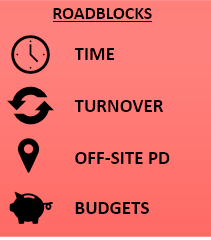 ROADBLOCKS
TIME
TURNOVER
OFF-SITE PD
BUDGETS